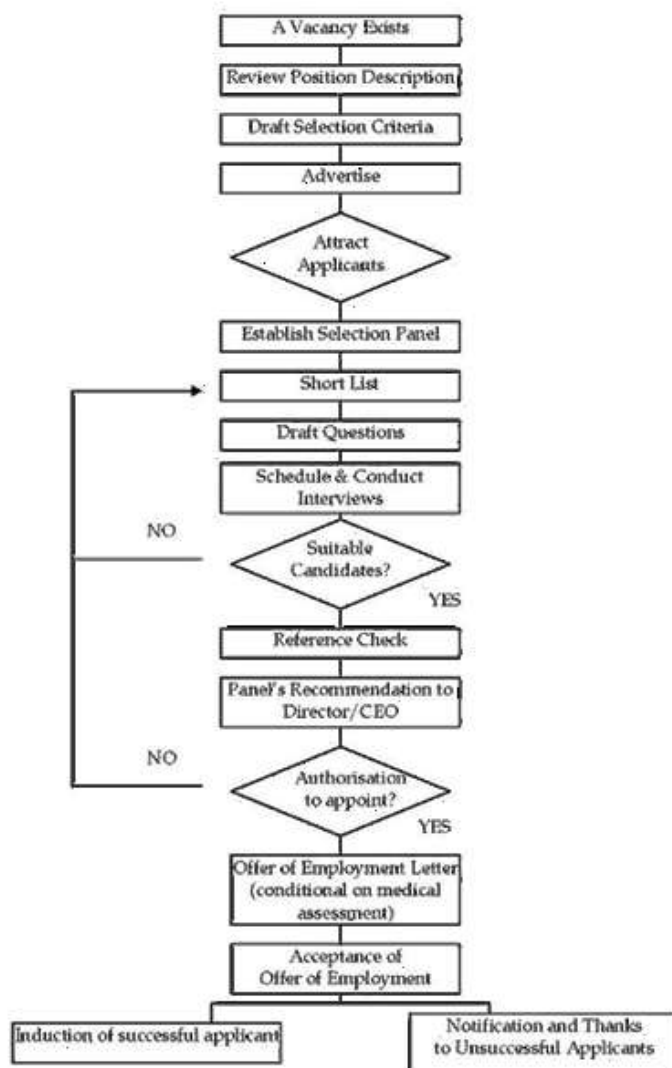 A Vacancy Exists
Review Position Description
Draft Selection Criteria
Advertise
Attract
Applicants
Establish Selection Panel
Short List
Draft Questions
Schedule & Conduct
Interviews
NO
Suitable
Candidates?
YES
Reference Check
Panel's Recommendation to
Director/CEO
NO
Authorisation
to appoint?
YES
Offer of Employment Letter
(conditional on medical
assessment)
Acceptance of
Offer of Employment
Induction of successful applicant
Notification and Thanks
to Unsuccessful Applicants